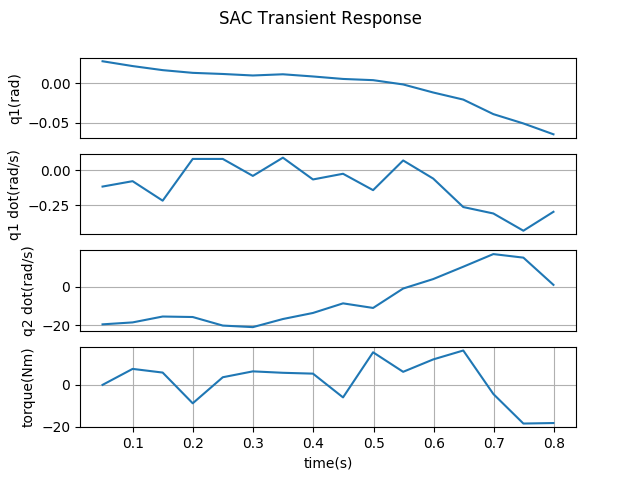 SAC Transient Response
q1(rad)
0.00
−0.05
q1 dot(rad/s)
0.00
−0.25
q2 dot(rad/s)
0
−20
torque(Nm)
0
−20
0.1 0.2 0.3 0.4 0.5 0.6 0.7 0.8
time(s)